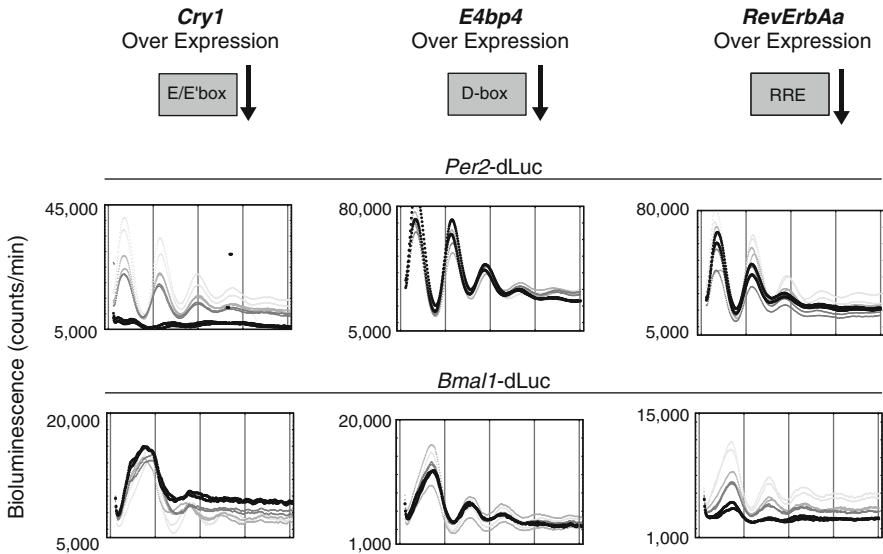 Cry1
Over Expression
E4bp4
Over Expression
RevErbAa
Over Expression
E/E'box
D-box
RRE
Per2-dLuc
45,000
5,000
80,000
5,000
80,000
5,000
Bmal1-dLuc
20,000
5,000
20,000
1,000
15,000
1,000
Bioluminescence (counts/min)